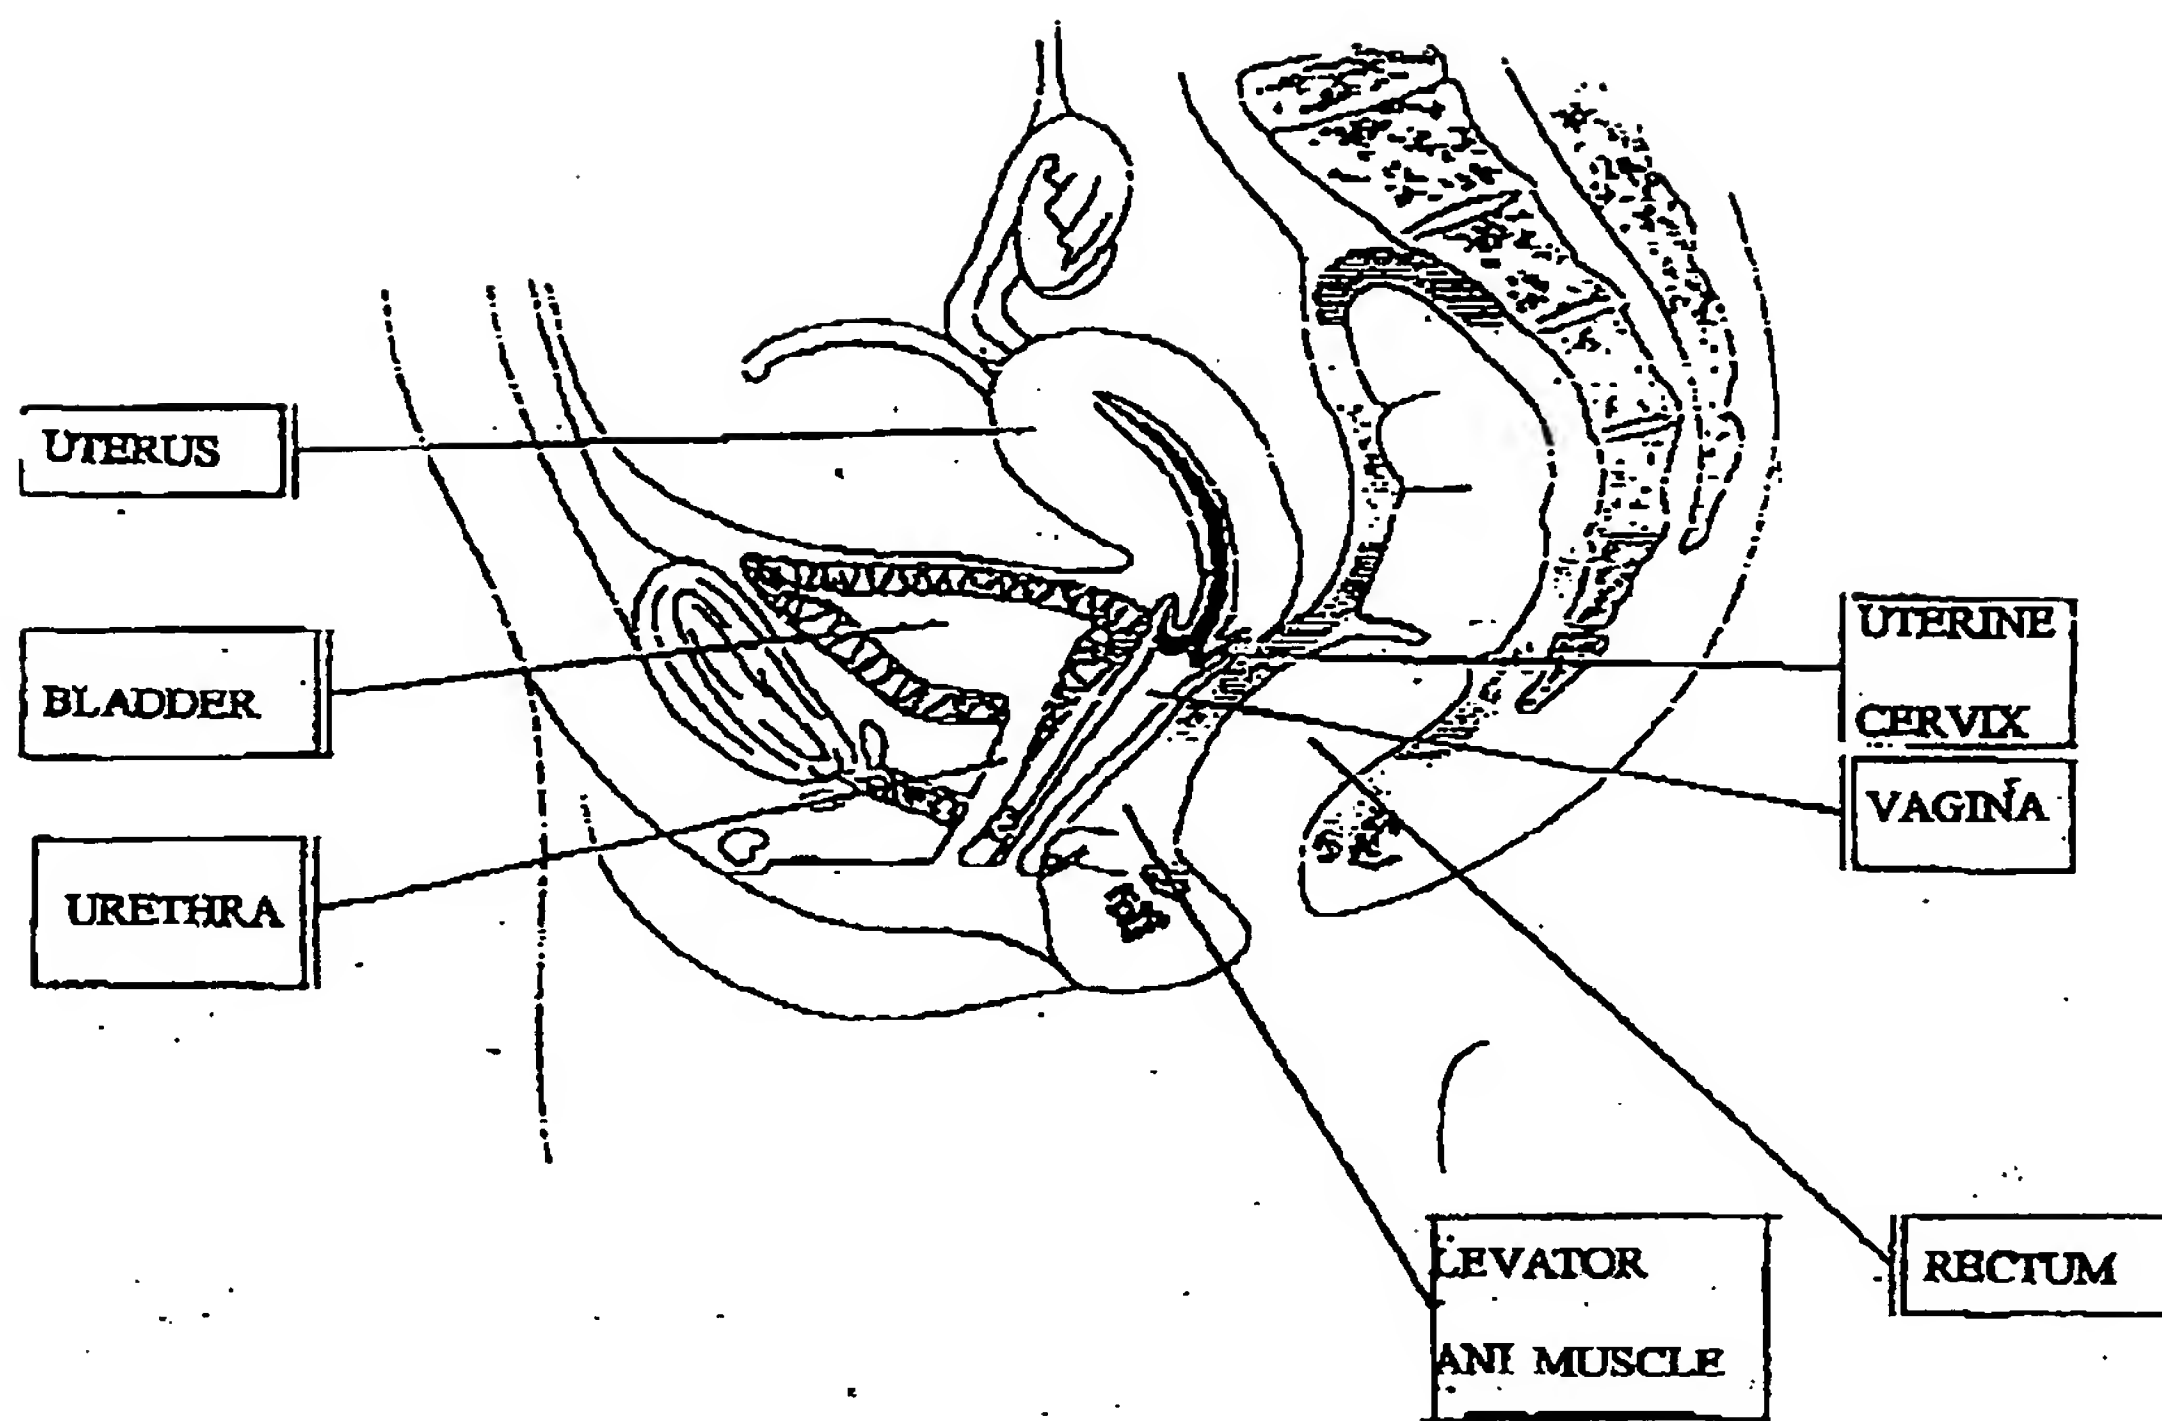 UTERUS
BLADDER
URETHRA
UTERINE
CERVIX
VAGINA
LEVATOR
ANI MUSCLE
RECTUM